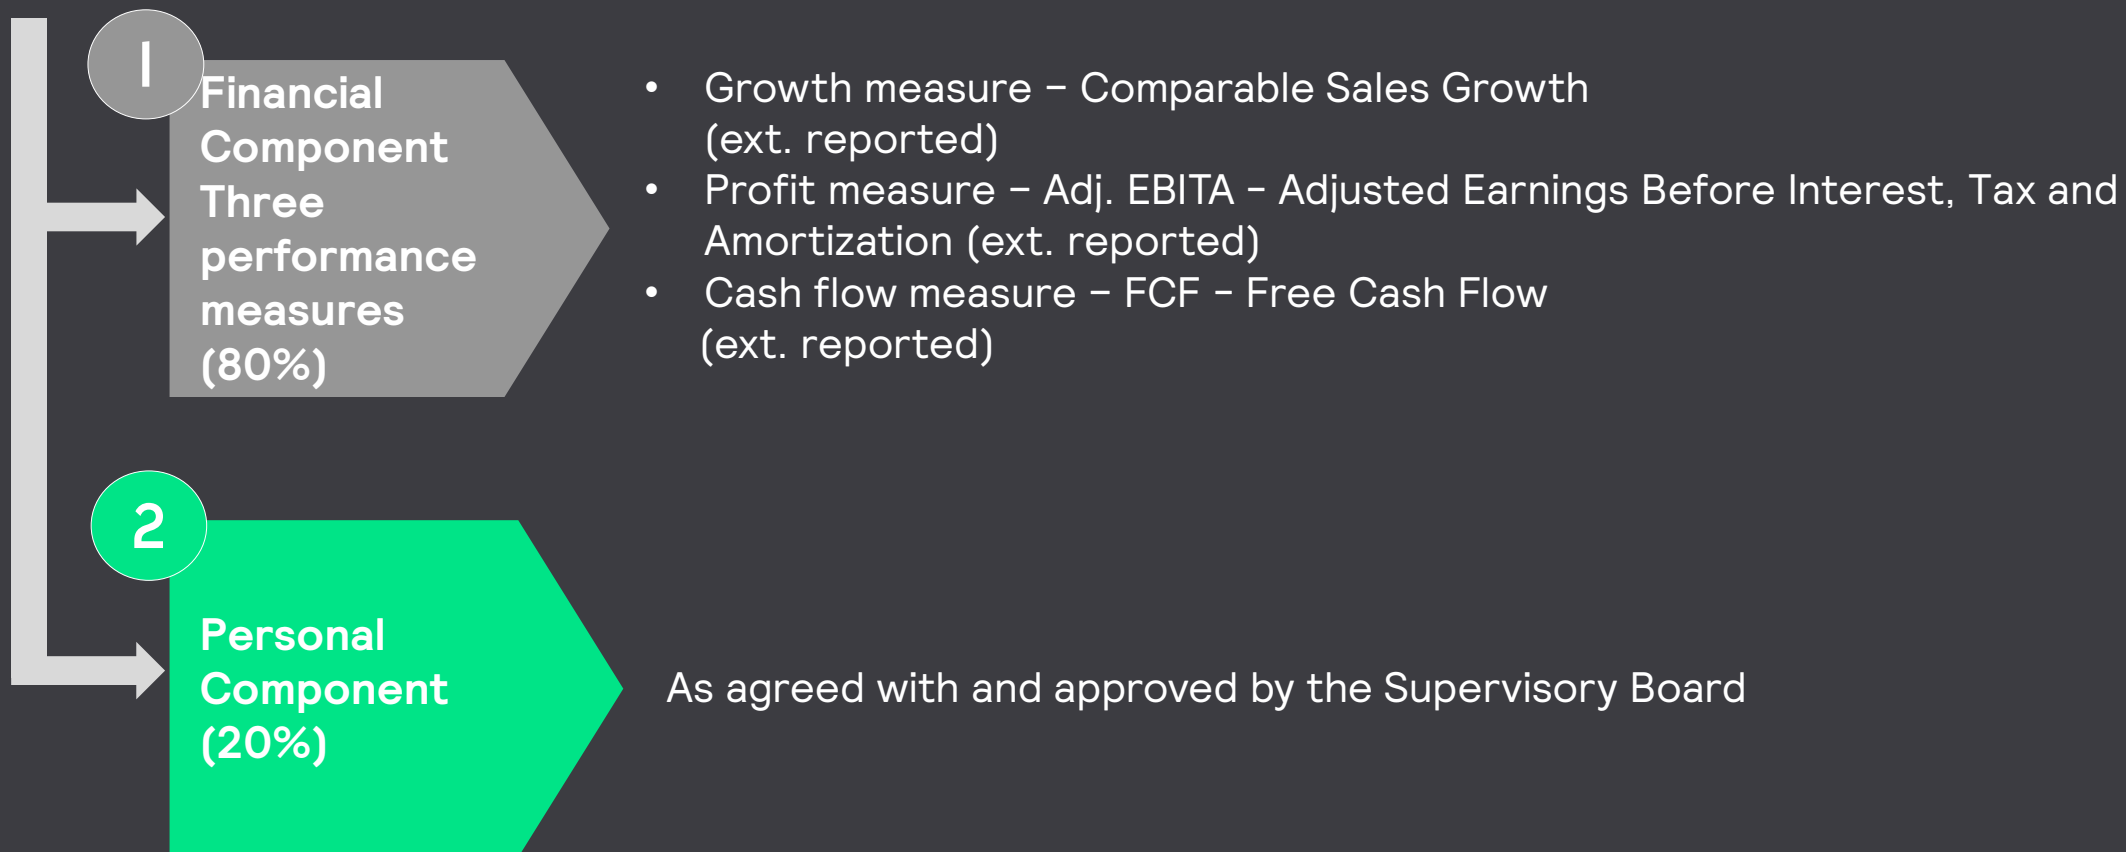 1
Financial
Component
Three
performance
measures
(80%)
• Growth measure – Comparable Sales Growth
(ext. reported)
• Profit measure – Adj. EBITA - Adjusted Earnings Before Interest, Tax and
Amortization (ext. reported)
• Cash flow measure – FCF - Free Cash Flow
(ext. reported)
2
Personal
Component
(20%)
As agreed with and approved by the Supervisory Board